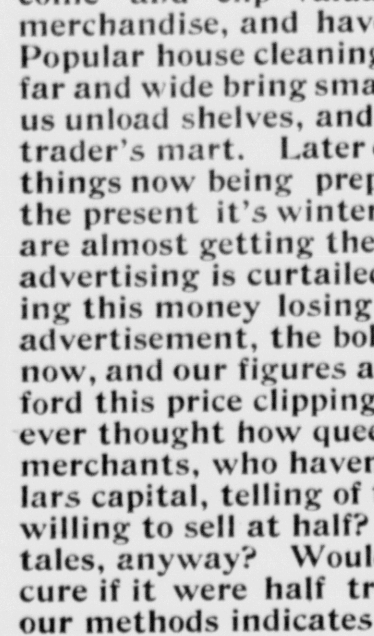 merchandise, and hav
Popular house cleaning
far and wide bring sma
us unload shelves, and
trader's mart. Later
things now being prep
the present it's winter
are almost getting the
advertising is curtailed
ing this money losing
advertisement, the bol
now, and our figures a
ford this price clipping
ever thought how quee
merchants, who haven
lars capital, telling of
willing to sell at half?
tales, anyway? Woul
cure if it were half tr
our methods indicates